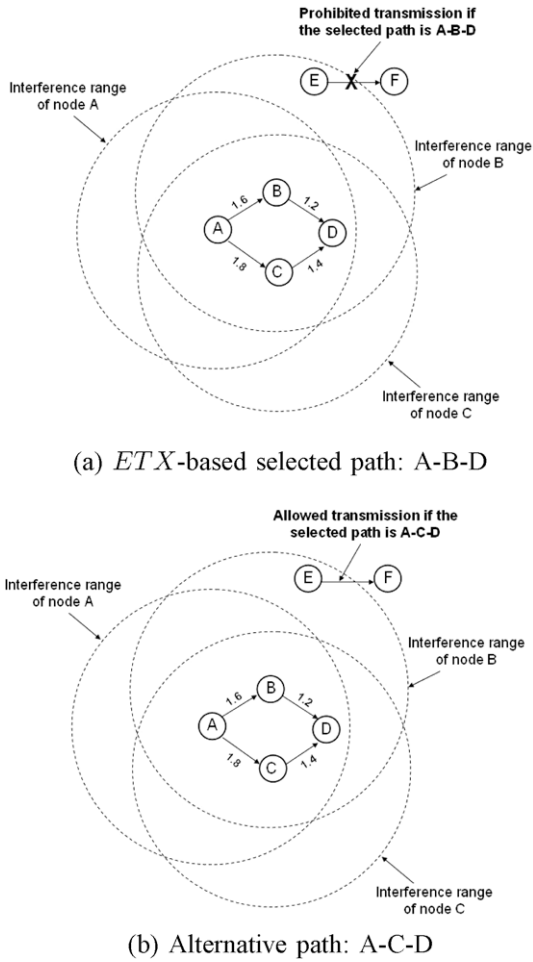 Prohibited transmission if
the selected path is A-B-D
E
X
F
Interference range
of node A
Interference range
of node B
B
1.6
1.2
A
D
1.8
1.4
C
Interference range
of node C
(a) ETX-based selected path: A-B-D
Allowed transmission if the
selected path is A-C-D
E
F
Interference range
of node A
Interference range
of node B
B
1.6
1.2
A
D
1.8
1.4
C
Interference range
of node C
(b) Alternative path: A-C-D